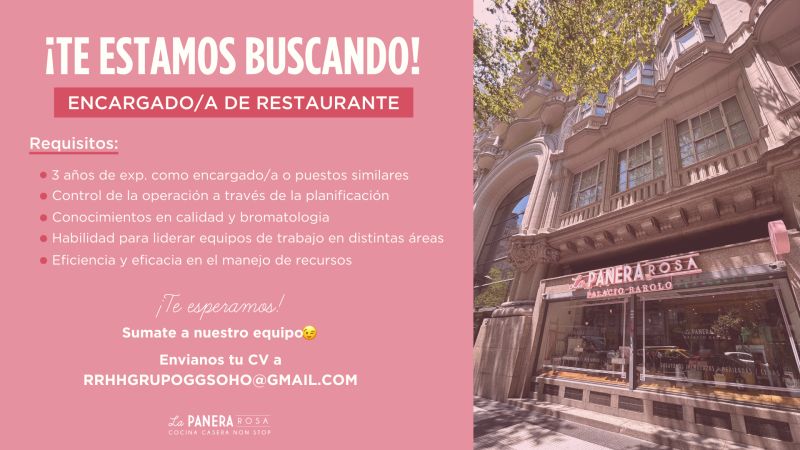 ¡TE ESTAMOS BUSCANDO!
ENCARGADO/A DE RESTAURANTE
Requisitos:
3 años de exp. como encargado/a o puestos similares
Control de la operación a través de la planificación
Conocimientos en calidad y bromatologia
Habilidad para liderar equipos de trabajo en distintas áreas
Eficiencia y eficacia en el manejo de recursos
¡Te esperamos!
Sumate a nuestro equipo😉
Envianos tu CV a
RRHHGRUPOGGSOHO@GMAIL.COM
La PANERA ROSA
COCINA CASERA NON STOP
La PANERA ROSA
PALACIO BAROLO